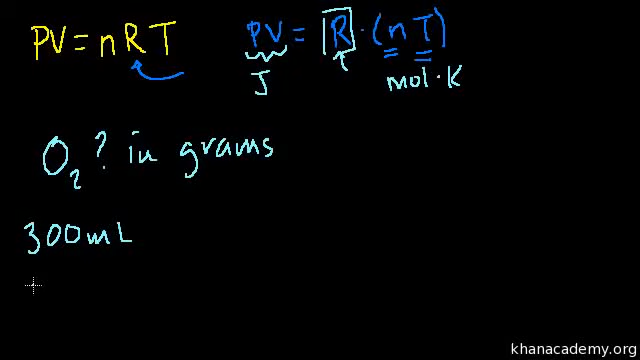 PV = nRT
PV = R · (nT)
J
mol · K
O₂ ? in grams
300mL
khanacademy.org